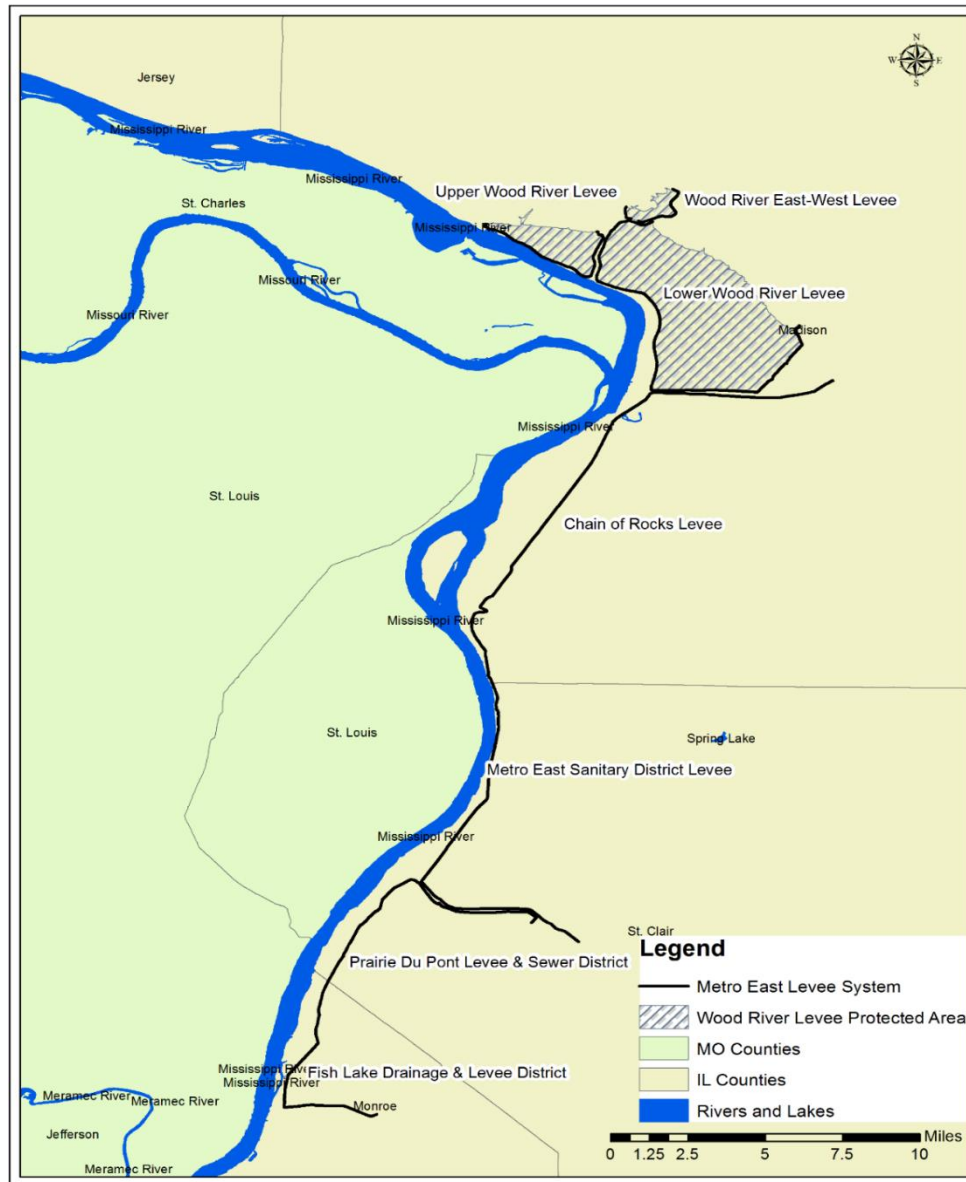 N
W E
S
Jersey
Mississippi River
Mississippi River
Upper Wood River Levee
Wood River East-West Levee
St. Charles
Mississippi River
Missouri River
Lower Wood River Levee
Missouri River
Madison
Mississippi River
St. Louis
Chain of Rocks Levee
Mississippi River
St. Louis
Spring Lake
Metro East Sanitary District Levee
Mississippi River
St. Clair
Prairie Du Pont Levee & Sewer District
Mississippi River
Fish Lake Drainage & Levee District
Mississippi River
Meramec River
Meramec River
Monroe
Jefferson
Meramec River
Legend
Metro East Levee System
Wood River Levee Protected Area
MO Counties
IL Counties
Rivers and Lakes
Miles
0 1.25 2.5 5 7.5 10